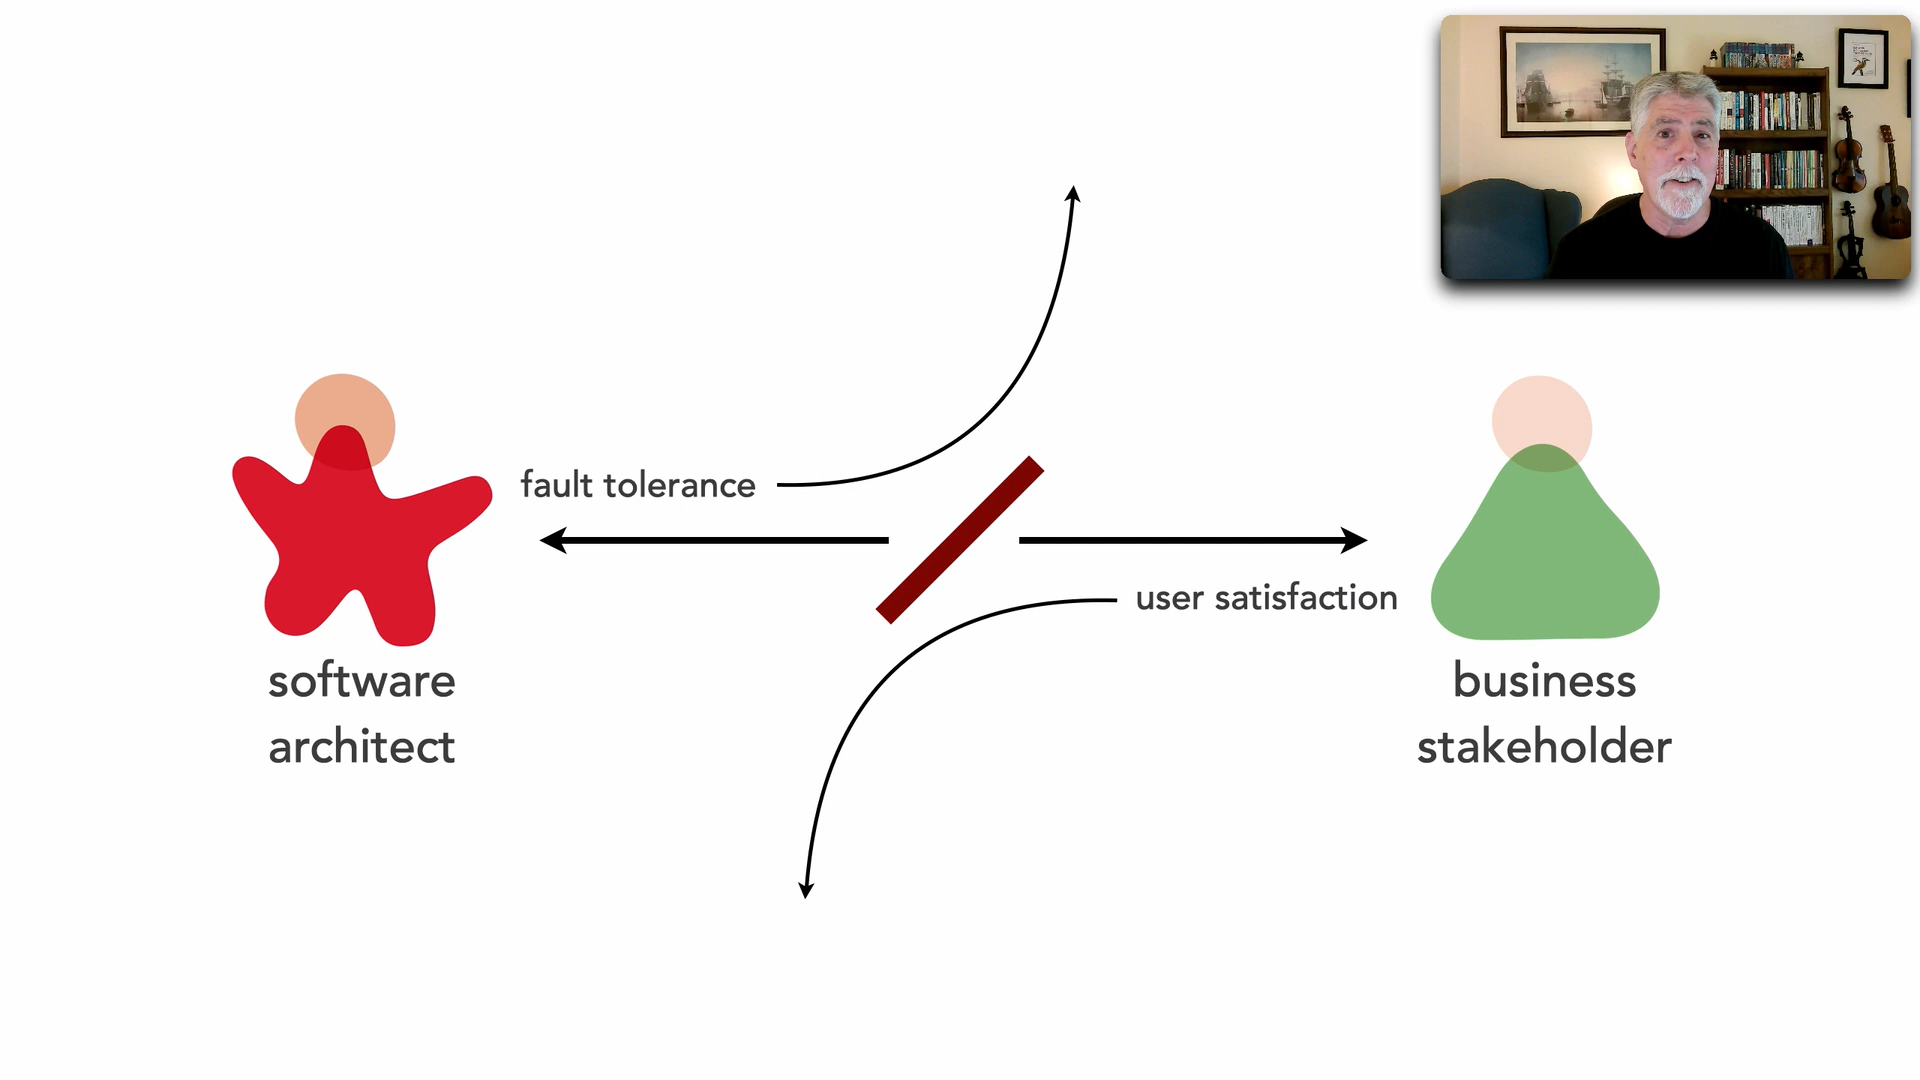 fault tolerance
user satisfaction
software
architect
business
stakeholder